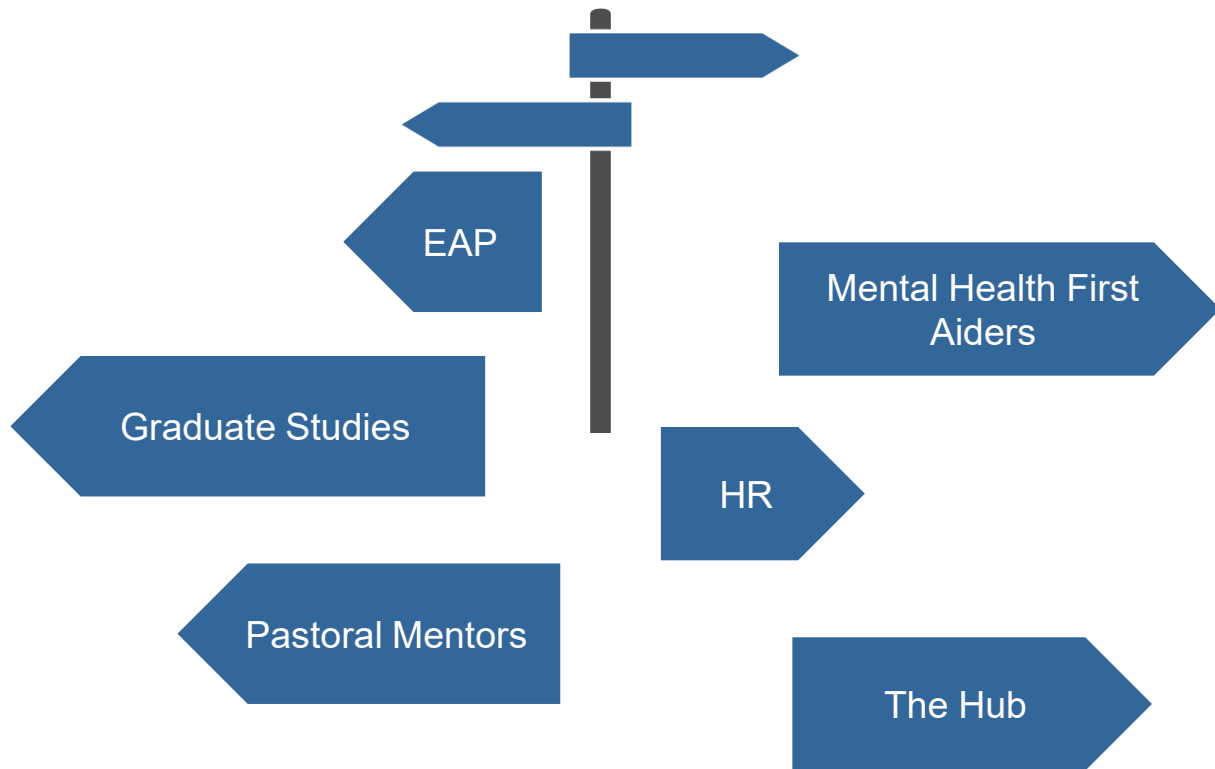 EAP
Mental Health First
Aiders
Graduate Studies
HR
Pastoral Mentors
The Hub